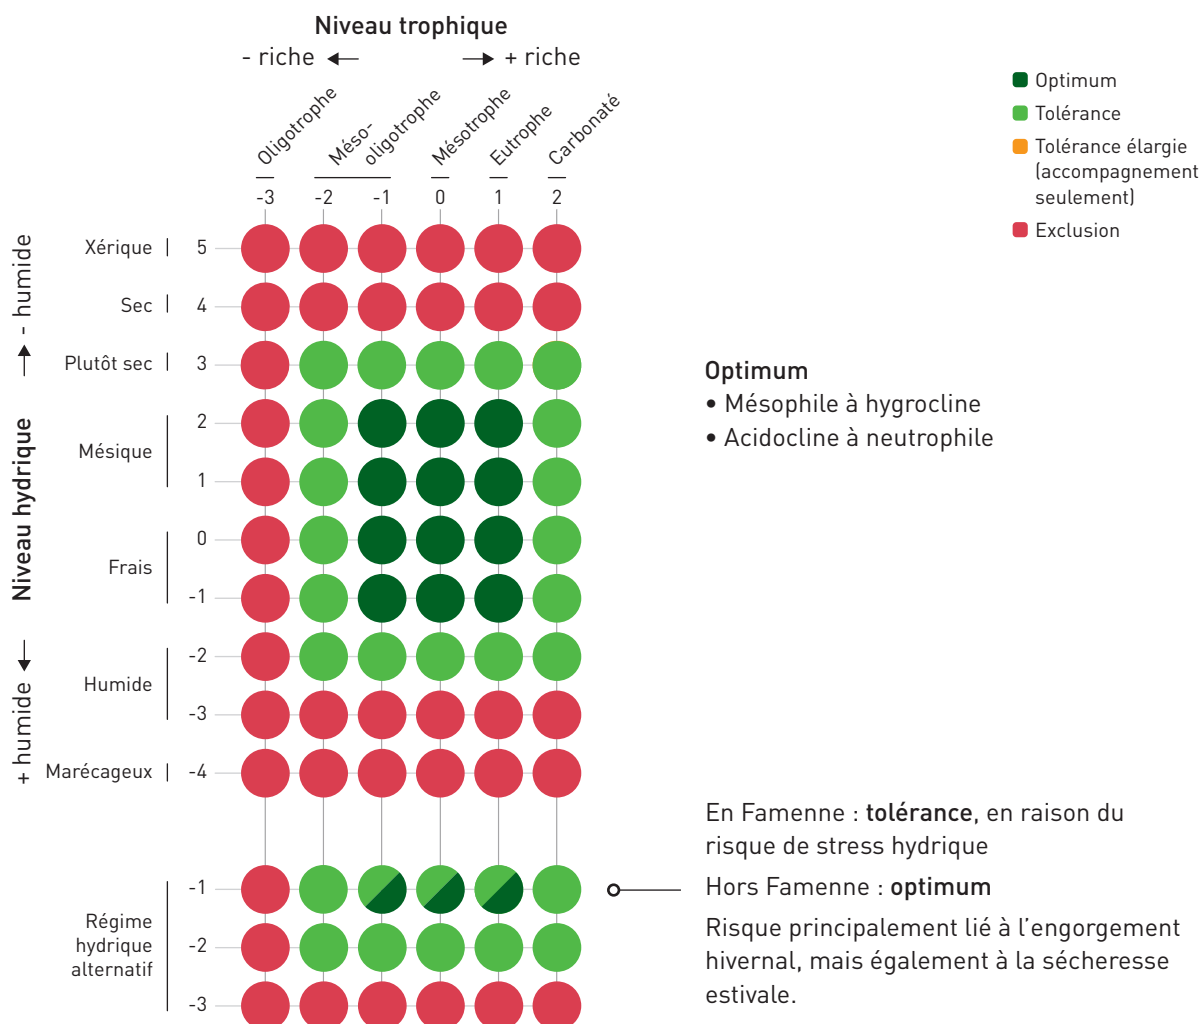 Niveau trophique
- riche ← → + riche
Oligotrophe
Méso-
oligotrophe
Mésotrophe
Eutrophe
Carbonaté
-3 -2 -1 0 1 2
Optimum
Tolérance
Tolérance élargie
(accompagnement
seulement)
Exclusion
Niveau hydrique
- humide
+ humide
Xérique 5
Sec 4
Plutôt sec 3
2
Mésique
1
0
Frais
-1
-2
Humide
-3
Marécageux -4
-1
Régime
hydrique
alternatif
-2
-3
Optimum
• Mésophile à hygrocline
• Acidocline à neutrophile
En Famenne : tolérance, en raison du
risque de stress hydrique
Hors Famenne : optimum
Risque principalement lié à l'engorgement
hivernal, mais également à la sécheresse
estivale.